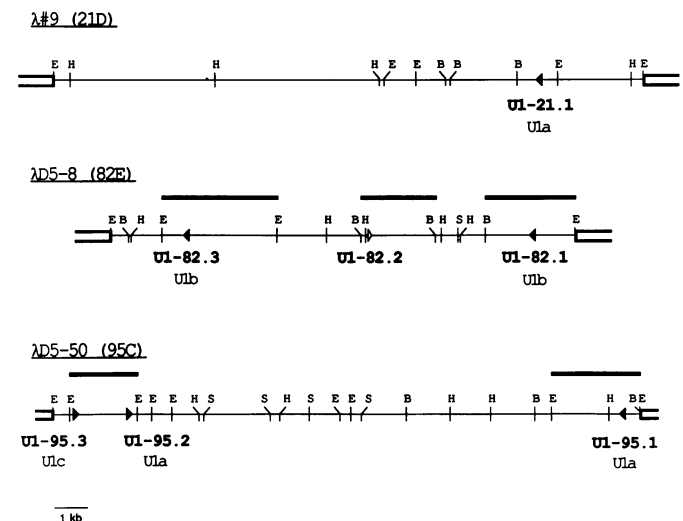 λ#9 (21D)
E H H H E E B B B E H E
U1-21.1
U1a
λD5-8 (82E)
E B H E E H B H B H S H B E
U1-82.3 U1-82.2 U1-82.1
U1b U1b
λD5-50 (95C)
E E E E E H S S H S E E S B H H B E H B E
U1-95.3 U1-95.2 U1-95.1
U1c U1a U1a
1 kb